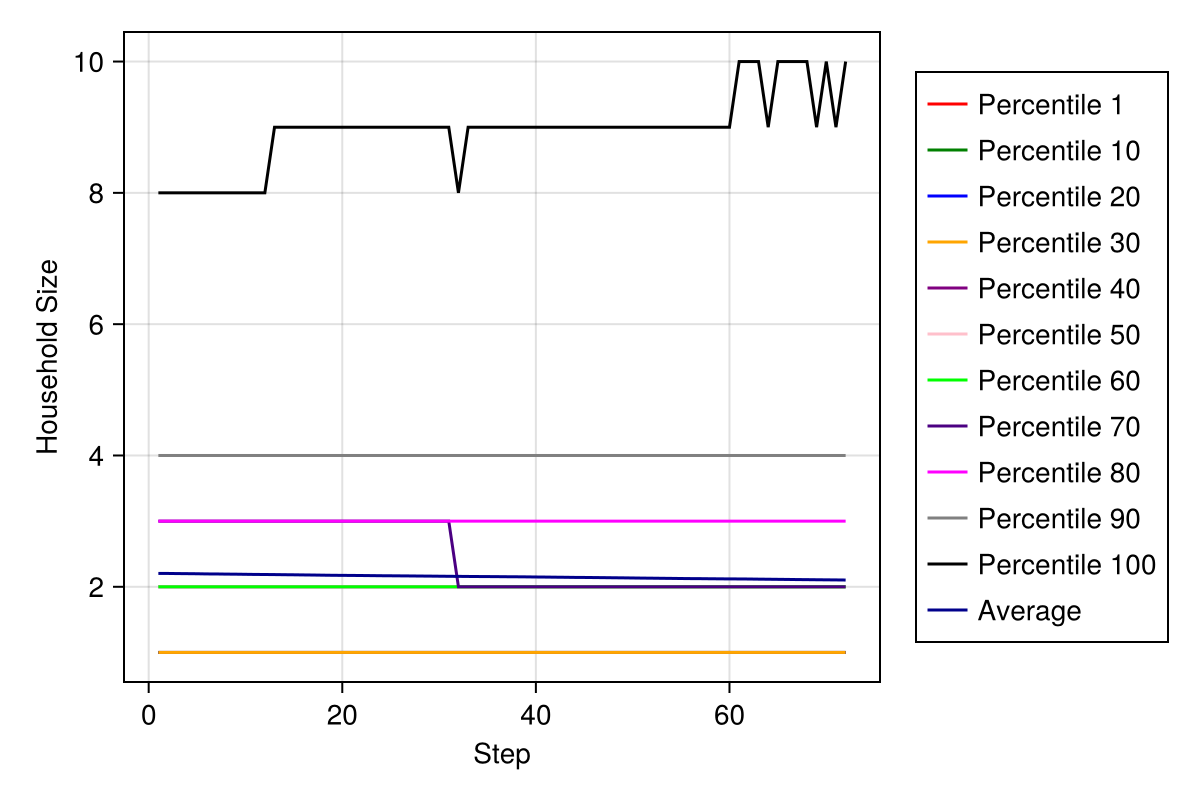 10
8
6
4
2
Household Size
0 20 40 60
Step
Percentile 1
Percentile 10
Percentile 20
Percentile 30
Percentile 40
Percentile 50
Percentile 60
Percentile 70
Percentile 80
Percentile 90
Percentile 100
Average